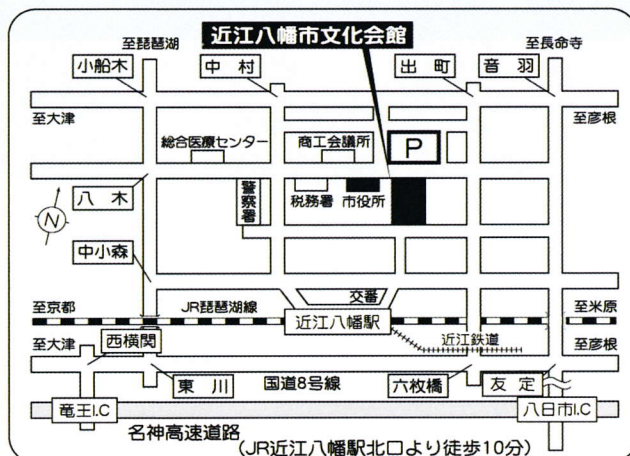 近江八幡市文化会館
至琵琶湖
至長命寺
小船木
中村
出町
音羽
至大津
至彦根
総合医療センター
商工会議所
P
八木
警察署
税務署
市役所
N
中小森
交番
至京都
JR琵琶湖線
近江八幡駅
至米原
至大津
西横関
近江鉄道
至彦根
東川
国道8号線
六枚橋
友定
竜王I.C
八日市I.C
名神高速道路
(JR近江八幡駅北口より徒歩10分)